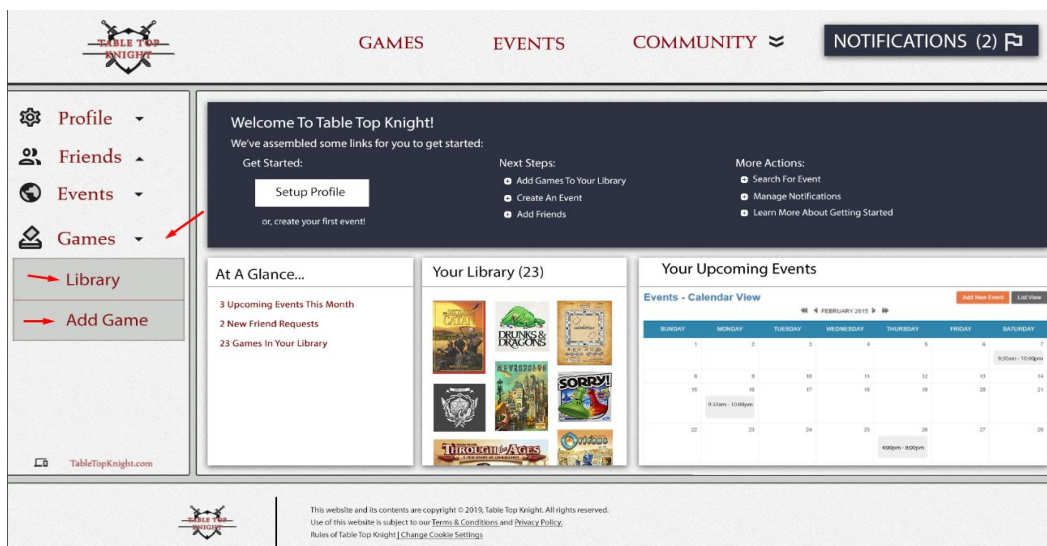 TABLE TOP
KNIGHT
GAMES
EVENTS
COMMUNITY
NOTIFICATIONS (2)
Profile
Friends
Events
Games
Library
Add Game
TableTopKnight.com
Welcome To Table Top Knight!
We've assembled some links for you to get started:
Get Started:
Setup Profile
or, create your first event!
Next Steps:
Add Games To Your Library
Create An Event
Add Friends
More Actions:
Search For Event
Manage Notifications
Learn More About Getting Started
At A Glance...
3 Upcoming Events This Month
2 New Friend Requests
23 Games In Your Library
Your Library (23)
CATAN
DRUNKS &
DRAGONS
METROPOLYS
SORRY!
THROUGH THE AGES
Your Upcoming Events
Events - Calendar View
Add New Event
List View
FEBRUARY 2015
SUNDAY MONDAY TUESDAY WEDNESDAY THURSDAY FRIDAY SATURDAY
1 2 3 4 5 6 7
9:30am - 10:00pm
8 9 10 11 12 13 14
15 16 17 18 19 20 21
9:30am - 10:00pm
22 23 24 25 26 27 28
4:00pm - 8:00pm
TABLE TOP
KNIGHT
This website and its contents are copyright © 2019, Table Top Knight. All rights reserved.
Use of this website is subject to our Terms & Conditions and Privacy Policy.
Rules of Table Top Knight | Change Cookie Settings